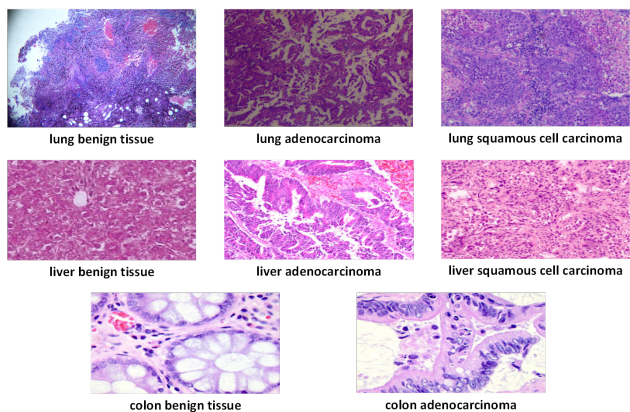 lung benign tissue
lung adenocarcinoma
lung squamous cell carcinoma
liver benign tissue
liver adenocarcinoma
liver squamous cell carcinoma
colon benign tissue
colon adenocarcinoma